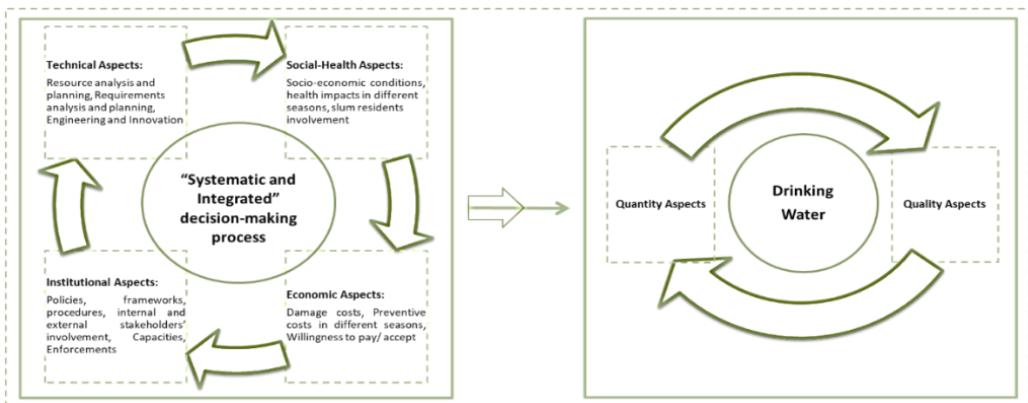 Technical Aspects:
Resource analysis and
planning, Requirements
analysis and planning,
Engineering and Innovation
Social-Health Aspects:
Socio-economic conditions,
health impacts in different
seasons, slum residents
involvement
“Systematic and
Integrated”
decision-making
process
Institutional Aspects:
Policies, frameworks,
procedures, internal and
external stakeholders’
involvement, Capacities,
Enforcements
Economic Aspects:
Damage costs, Preventive
costs in different seasons,
Willingness to pay/ accept
Quantity Aspects
Drinking
Water
Quality Aspects